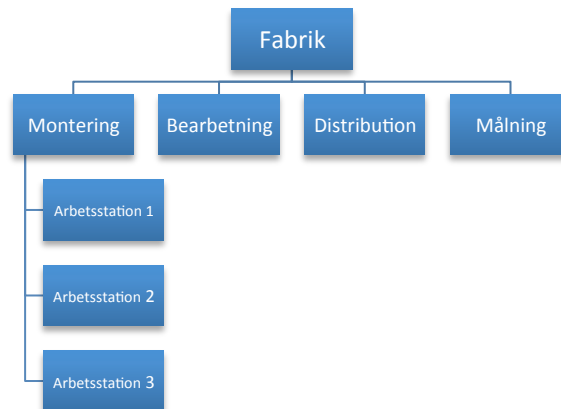 Fabrik
Montering
Bearbetning
Distribution
Målning
Arbetsstation 1
Arbetsstation 2
Arbetsstation 3